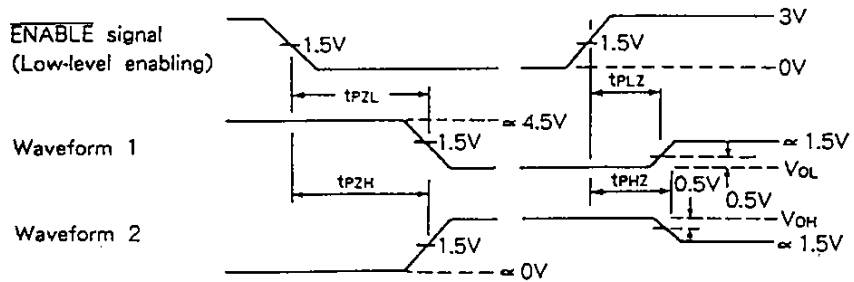 ENABLE signal
(Low-level enabling)
1.5V
1.5V
3V
0V
tPZL
tPLZ
Waveform 1
∝ 4.5V
1.5V
∝ 1.5V
VOL
0.5V
tPZH
tPHZ
0.5V
Waveform 2
1.5V
VOH
∝ 1.5V
∝ 0V